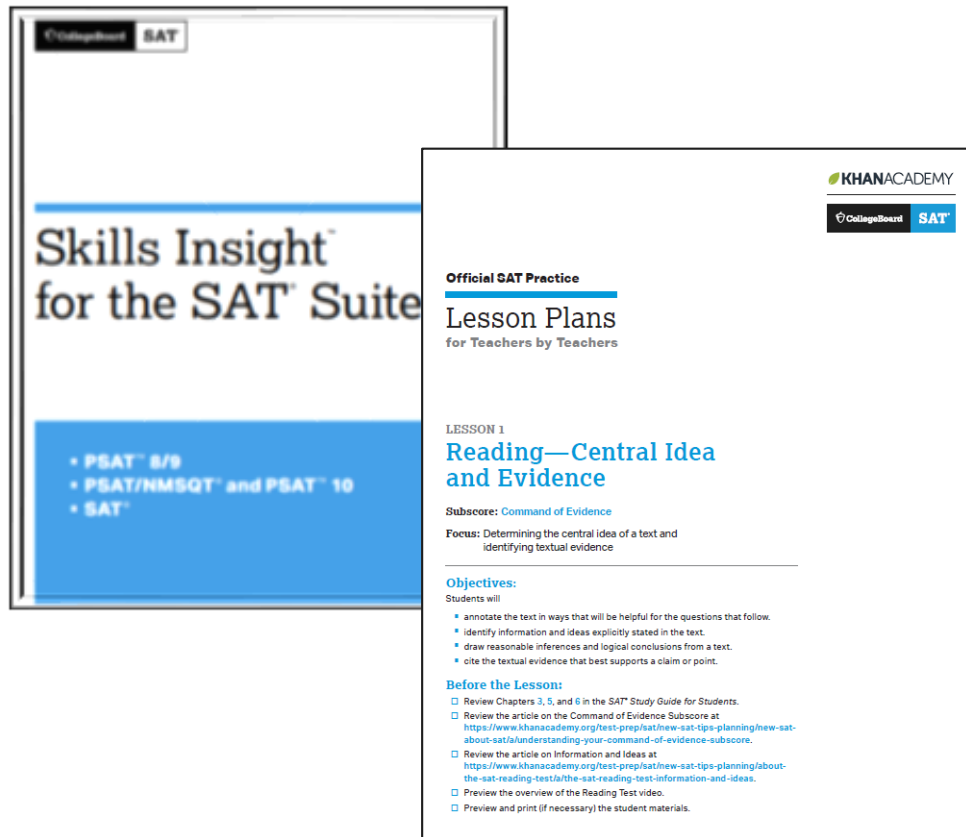 CollegeBoard SAT
Skills Insight™
for the SAT® Suite
• PSAT™ 8/9
• PSAT/NMSQT® and PSAT™ 10
• SAT®
KHANACADEMY
CollegeBoard SAT®
Official SAT Practice
Lesson Plans
for Teachers by Teachers
LESSON 1
Reading—Central Idea
and Evidence
Subscore: Command of Evidence
Focus: Determining the central idea of a text and
identifying textual evidence
Objectives:
Students will
▪ annotate the text in ways that will be helpful for the questions that follow.
▪ identify information and ideas explicitly stated in the text.
▪ draw reasonable inferences and logical conclusions from a text.
▪ cite the textual evidence that best supports a claim or point.
Before the Lesson:
☐ Review Chapters 3, 5, and 6 in the SAT® Study Guide for Students.
☐ Review the article on the Command of Evidence Subscore at
https://www.khanacademy.org/test-prep/sat/new-sat-tips-planning/new-sat-
about-sat/a/understanding-your-command-of-evidence-subscore.
☐ Review the article on Information and Ideas at
https://www.khanacademy.org/test-prep/sat/new-sat-tips-planning/about-
the-sat-reading-test/a/the-sat-reading-test-information-and-ideas.
☐ Preview the overview of the Reading Test video.
☐ Preview and print (if necessary) the student materials.